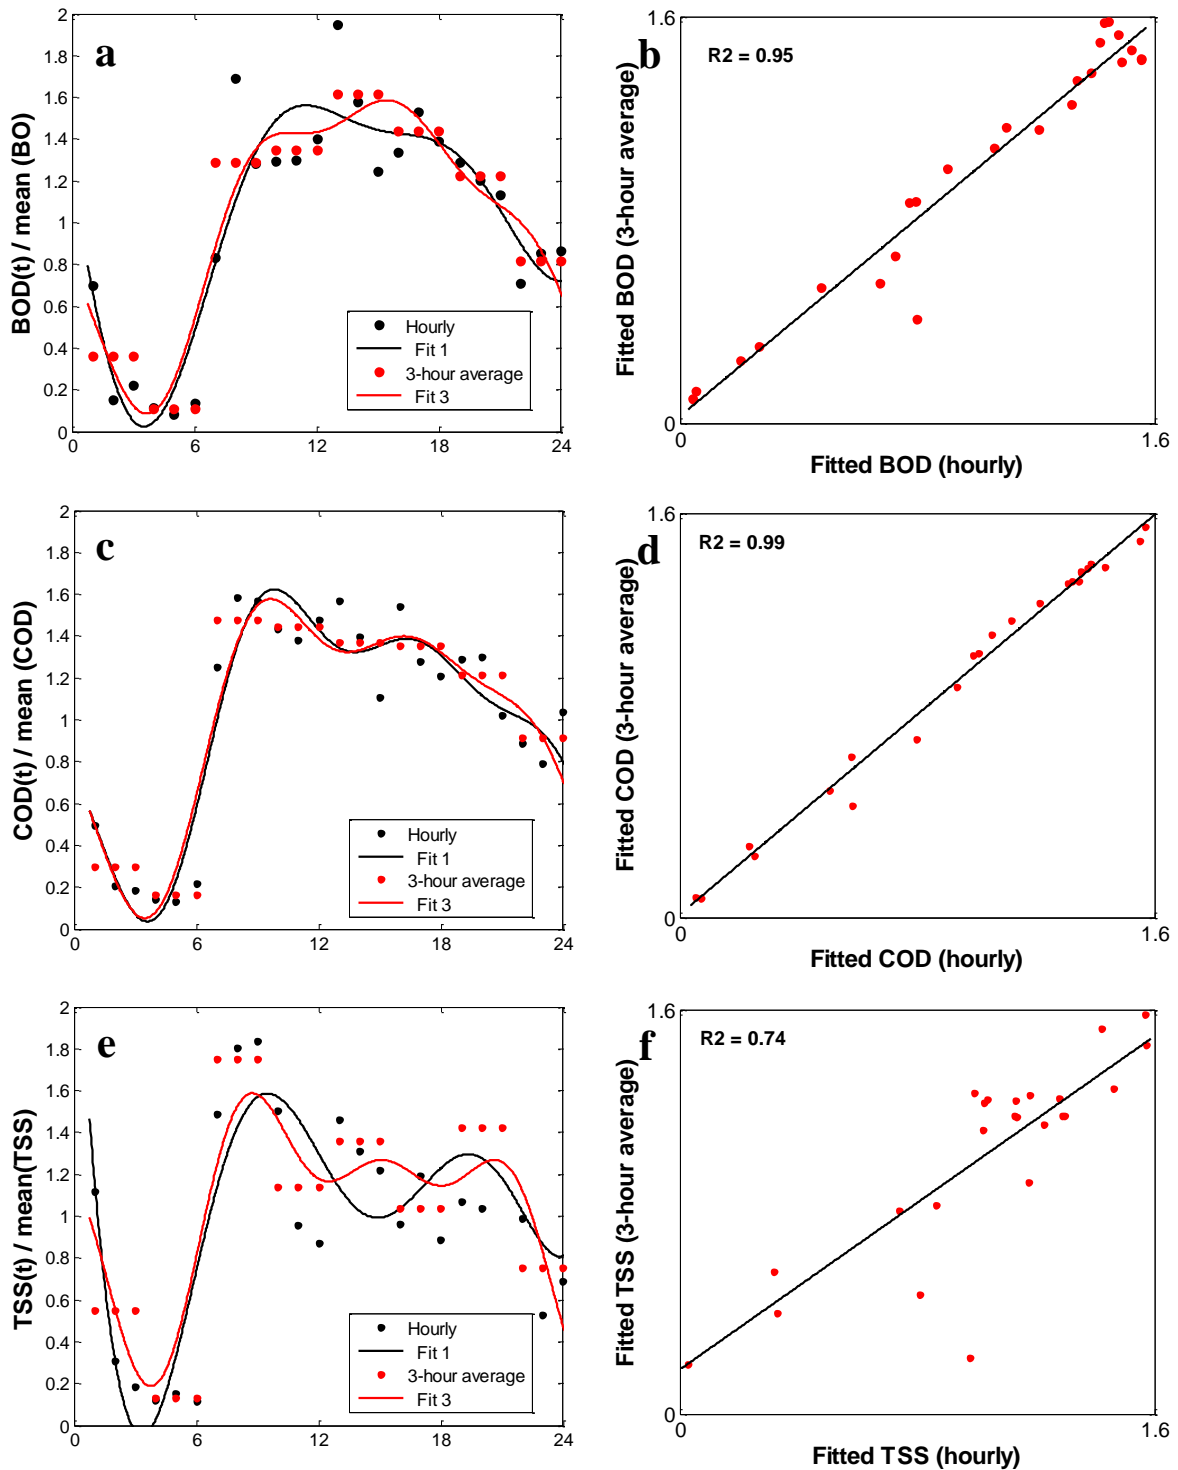 a
BOD(t) / mean (BO)
2
1.8
1.6
1.4
1.2
1
0.8
0.6
0.4
0.2
0
0 6 12 18 24
Hourly
Fit 1
3-hour average
Fit 3
b
R2 = 0.95
Fitted BOD (3-hour average)
1.6
0
0 1.6
Fitted BOD (hourly)
c
COD(t) / mean (COD)
2
1.8
1.6
1.4
1.2
1
0.8
0.6
0.4
0.2
0
0 6 12 18 24
Hourly
Fit 1
3-hour average
Fit 3
d
R2 = 0.99
Fitted COD (3-hour average)
1.6
0
0 1.6
Fitted COD (hourly)
e
TSS(t) / mean(TSS)
2
1.8
1.6
1.4
1.2
1
0.8
0.6
0.4
0.2
0
0 6 12 18 24
Hourly
Fit 1
3-hour average
Fit 3
f
R2 = 0.74
Fitted TSS (3-hour average)
1.6
0
0 1.6
Fitted TSS (hourly)